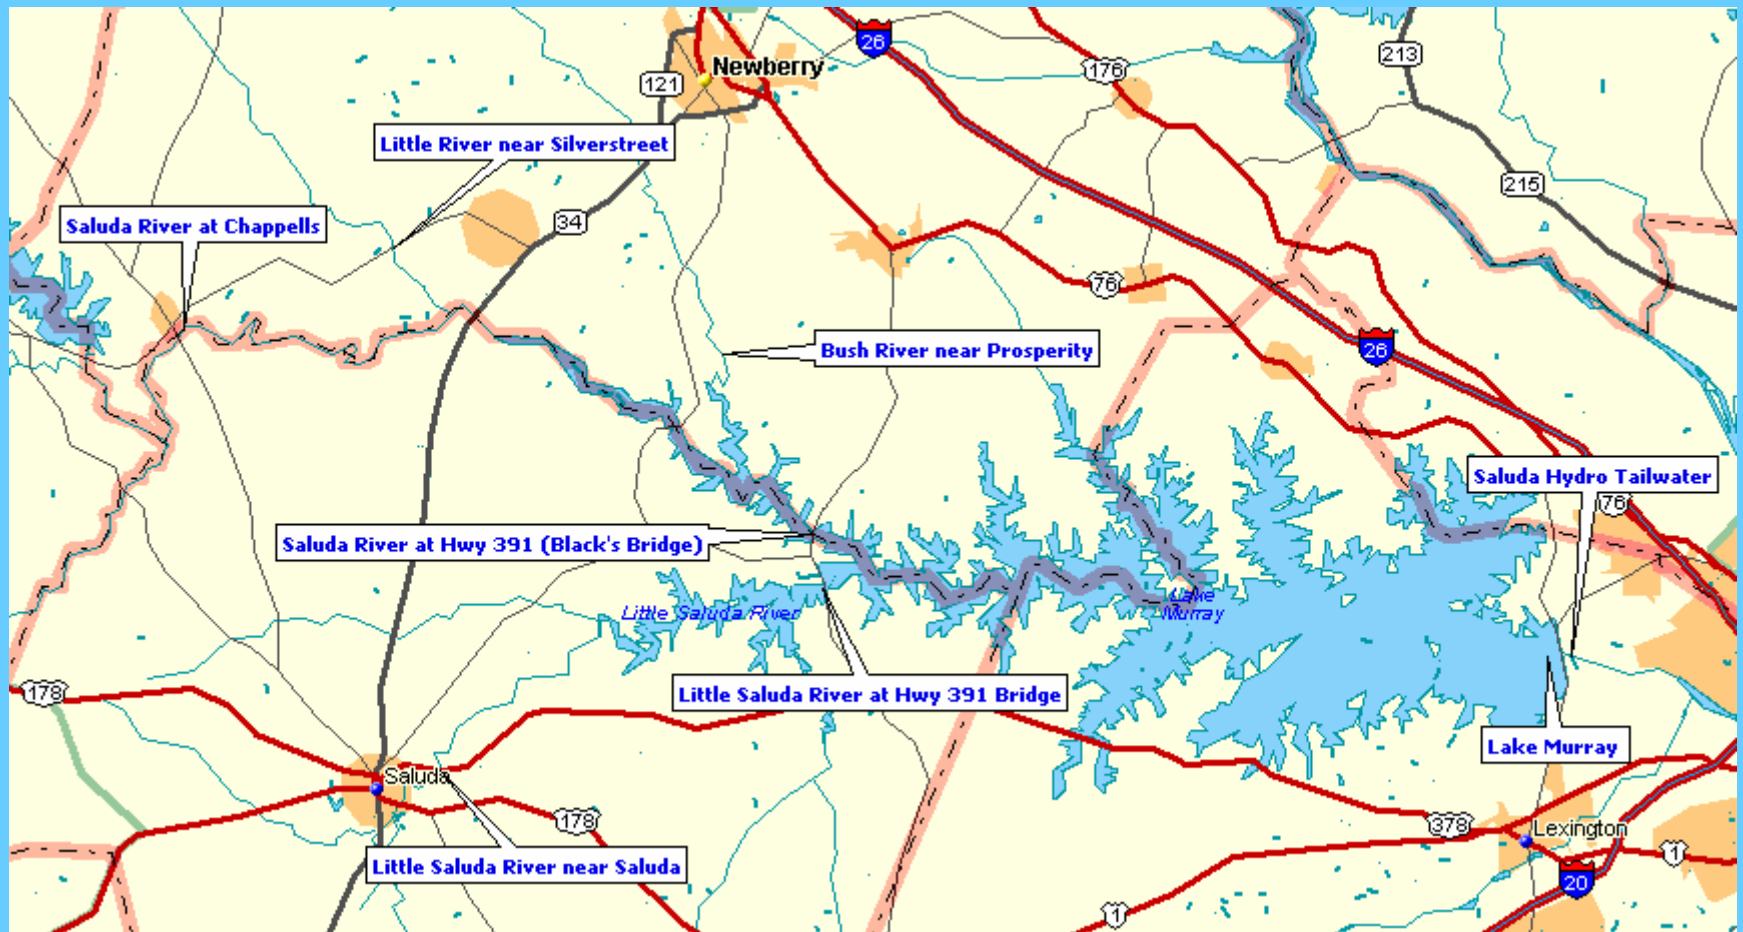 26
213
Newberry
176
121
Little River near Silverstreet
215
Saluda River at Chappells
34
76
Bush River near Prosperity
26
Saluda Hydro Tailwater
76
Saluda River at Hwy 391 (Black's Bridge)
Little Saluda River
Lake
Murray
178
Little Saluda River at Hwy 391 Bridge
Lake Murray
Saluda
178
378
Lexington
1
Little Saluda River near Saluda
20
1